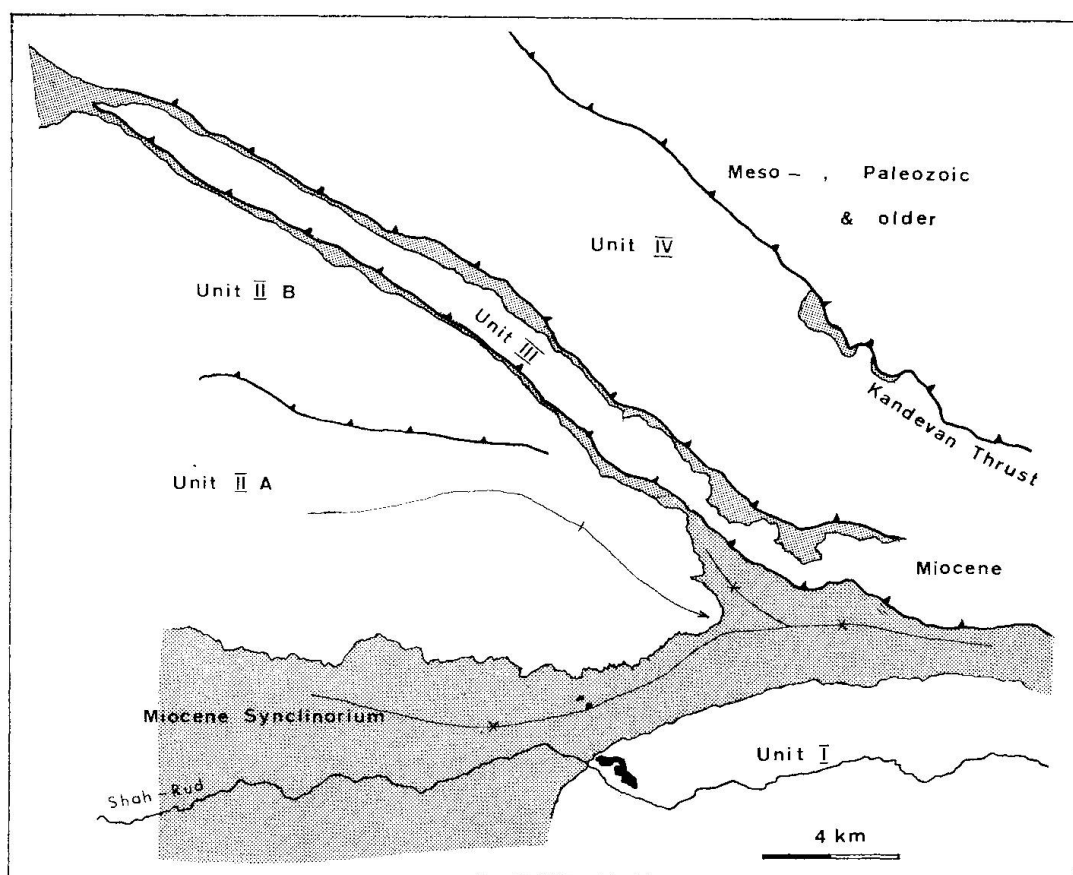 Meso – , Paleozoic
& older
Unit IV
Unit II B
Unit III
Kandevan Thrust
Unit II A
Miocene
Miocene Synclinorium
Unit I
Shah-Rud
4 km